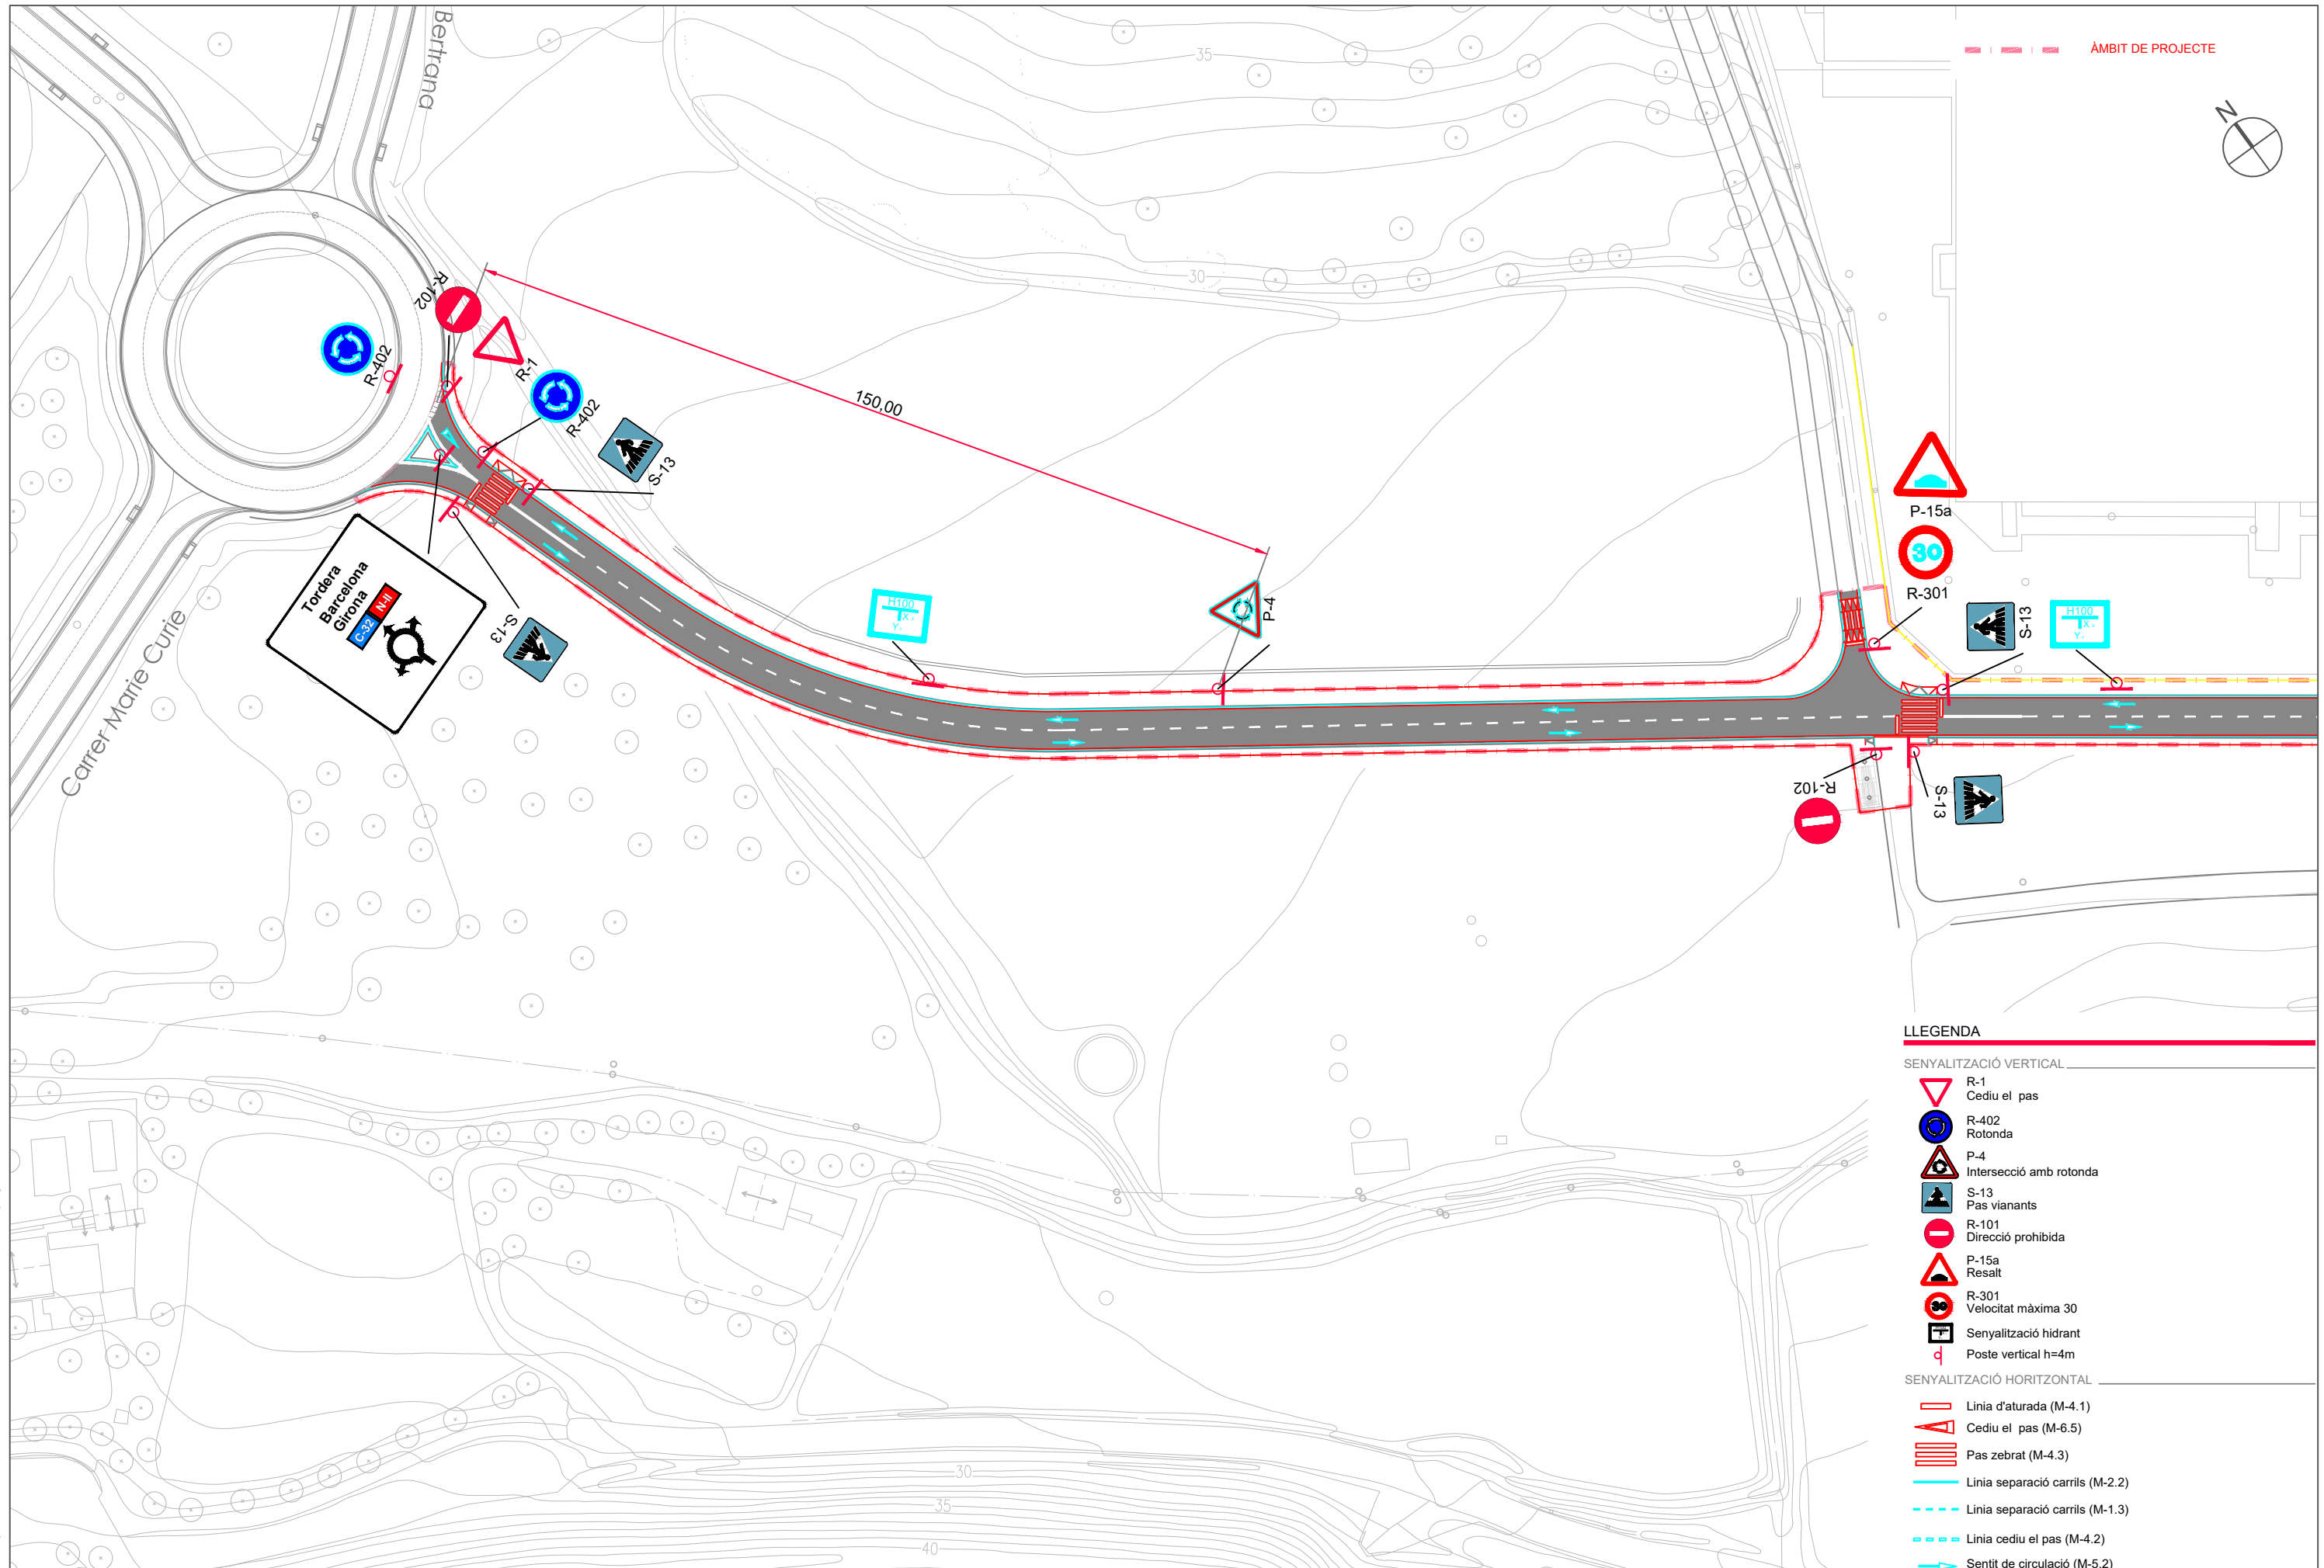 Bertrana
35
ÀMBIT DE PROJECTE
N
30
R-102
R-402
R-1
R-402
150,00
S-13
P-15a
30
R-301
Tordera
Barcelona
Girona
C-32
N-II
S-13
H100
X,
Y,
P-4
S-13
H100
X,
Y,
Carrer Marie Curie
R-102
S-13
LLEGENDA
SENYALITZACIÓ VERTICAL
R-1
Cediu el pas
R-402
Rotonda
P-4
Intersecció amb rotonda
S-13
Pas vianants
R-101
Direcció prohibida
P-15a
Resalt
30
R-301
Velocitat màxima 30
Senyalització hidrant
Poste vertical h=4m
SENYALITZACIÓ HORITZONTAL
Linia d'aturada (M-4.1)
Cediu el pas (M-6.5)
Pas zebrat (M-4.3)
Linia separació carrils (M-2.2)
Linia separació carrils (M-1.3)
Linia cediu el pas (M-4.2)
Sentit de circulació (M-5.2)
30
35
40